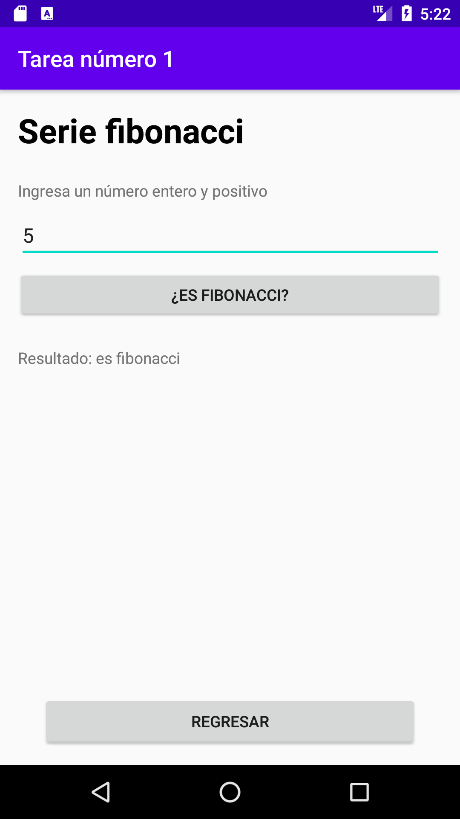 LTE 5:22
Tarea número 1
Serie fibonacci
Ingresa un número entero y positivo
5
¿ES FIBONACCI?
Resultado: es fibonacci
REGRESAR